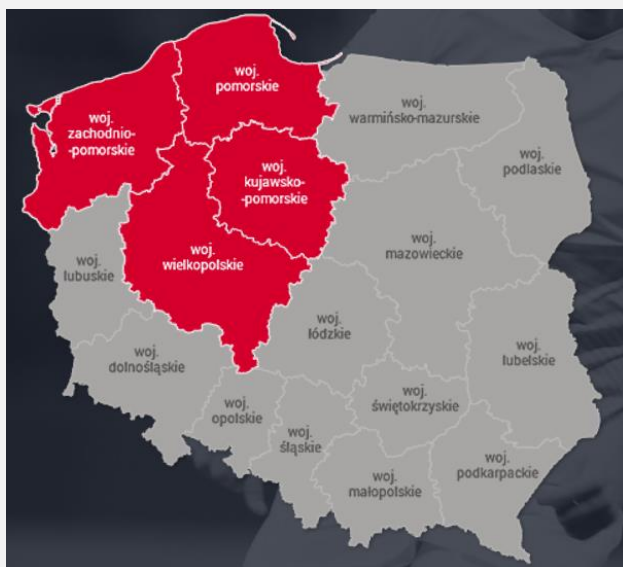 woj.
pomorskie
woj.
zachodnio-
-pomorskie
woj.
warmińsko-mazurskie
woj.
podlaskie
woj.
kujawsko-
-pomorskie
woj.
mazowieckie
woj.
wielkopolskie
woj.
lubuskie
woj.
łódzkie
woj.
lubelskie
woj.
dolnośląskie
woj.
opolskie
woj.
świętokrzyskie
woj.
śląskie
woj.
podkarpackie
woj.
małopolskie